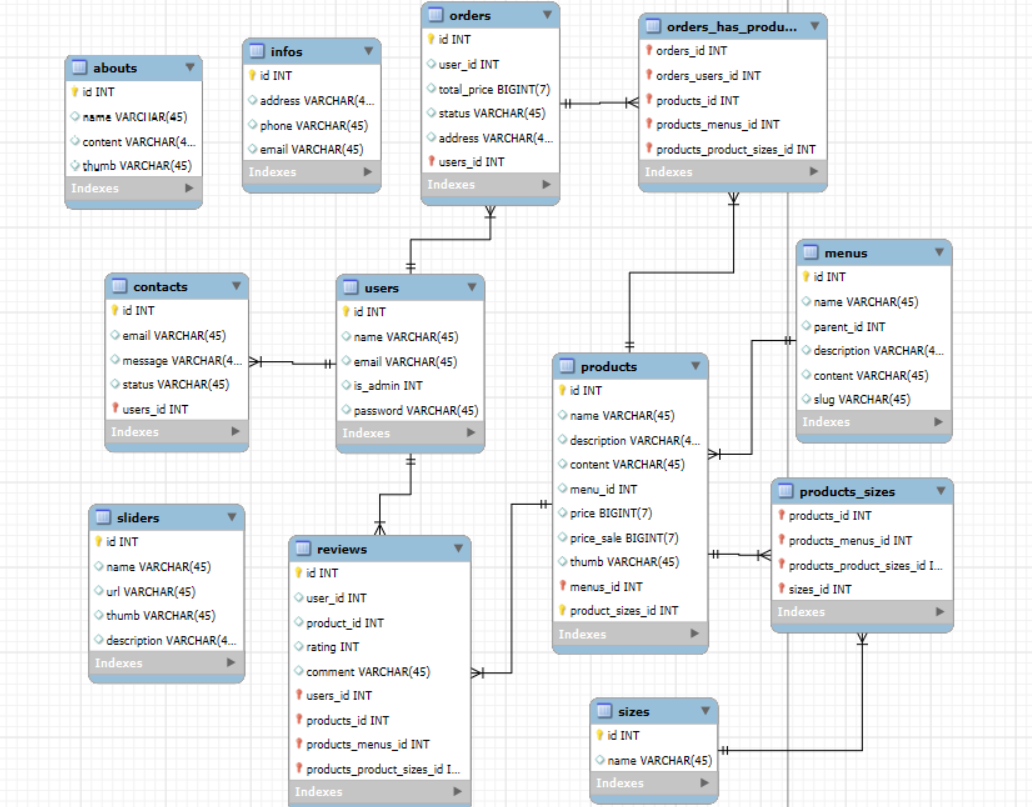 orders
id INT
user_id INT
total_price BIGINT(7)
status VARCHAR(45)
address VARCHAR(4...
users_id INT
Indexes
orders_has_produ...
orders_id INT
orders_users_id INT
products_id INT
products_menus_id INT
products_product_sizes_id INT
Indexes
infos
id INT
address VARCHAR(4...
phone VARCHAR(45)
email VARCHAR(45)
Indexes
abouts
id INT
name VARCHAR(45)
content VARCHAR(4...
thumb VARCHAR(45)
Indexes
menus
id INT
name VARCHAR(45)
parent_id INT
description VARCHAR(4...
content VARCHAR(45)
slug VARCHAR(45)
Indexes
contacts
id INT
email VARCHAR(45)
message VARCHAR(4...
status VARCHAR(45)
users_id INT
Indexes
users
id INT
name VARCHAR(45)
email VARCHAR(45)
is_admin INT
password VARCHAR(45)
Indexes
products
id INT
name VARCHAR(45)
description VARCHAR(4...
content VARCHAR(45)
menu_id INT
price BIGINT(7)
price_sale BIGINT(7)
thumb VARCHAR(45)
menus_id INT
product_sizes_id INT
Indexes
products_sizes
products_id INT
products_menus_id INT
products_product_sizes_id I...
sizes_id INT
Indexes
sliders
id INT
name VARCHAR(45)
url VARCHAR(45)
thumb VARCHAR(45)
description VARCHAR(4...
Indexes
reviews
id INT
user_id INT
product_id INT
rating INT
comment VARCHAR(45)
users_id INT
products_id INT
products_menus_id INT
products_product_sizes_id I...
Indexes
sizes
id INT
name VARCHAR(45)
Indexes